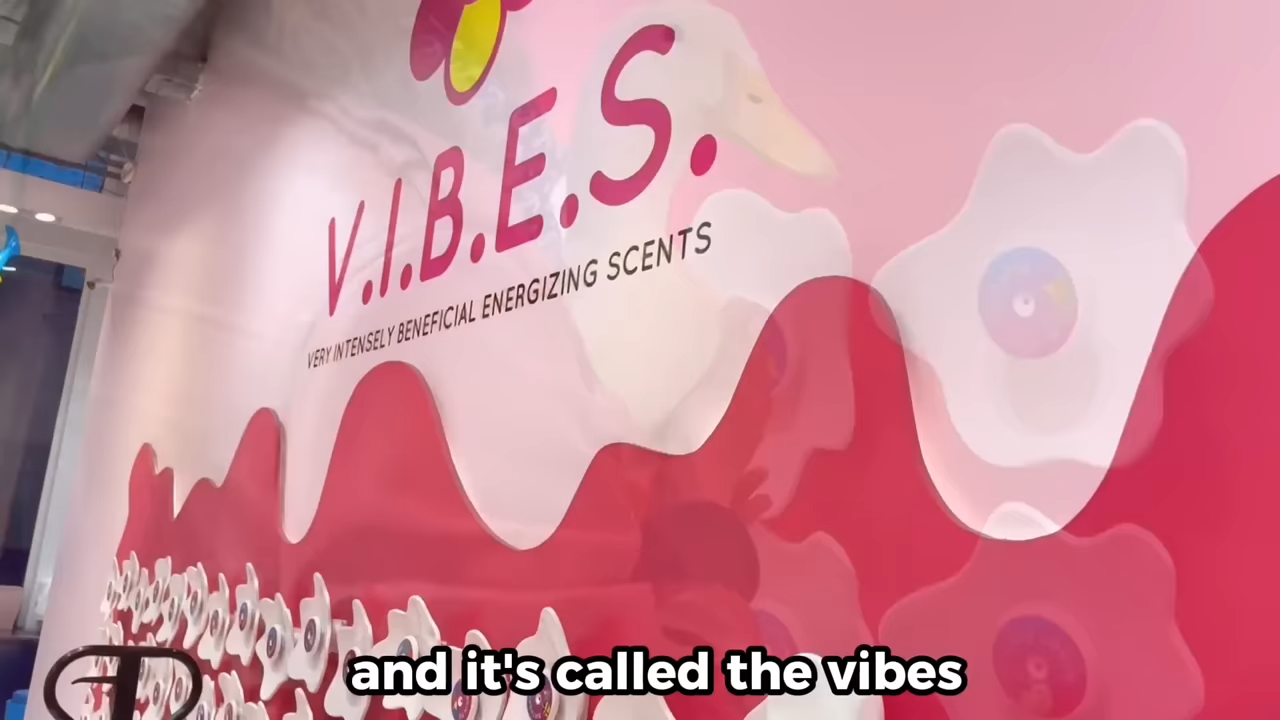 V.I.B.E.S.
VERY INTENSELY BENEFICIAL ENERGIZING SCENTS
and it's called the vibes